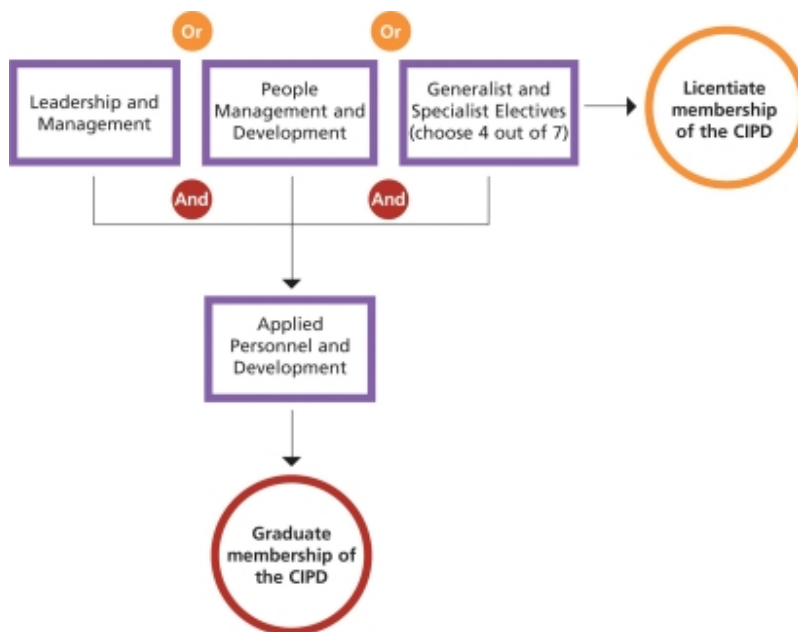 Or
Or
Leadership and
Management
People
Management and
Development
Generalist and
Specialist Electives
(choose 4 out of 7)
Licentiate
membership
of the CIPD
And
And
Applied
Personnel and
Development
Graduate
membership of
the CIPD